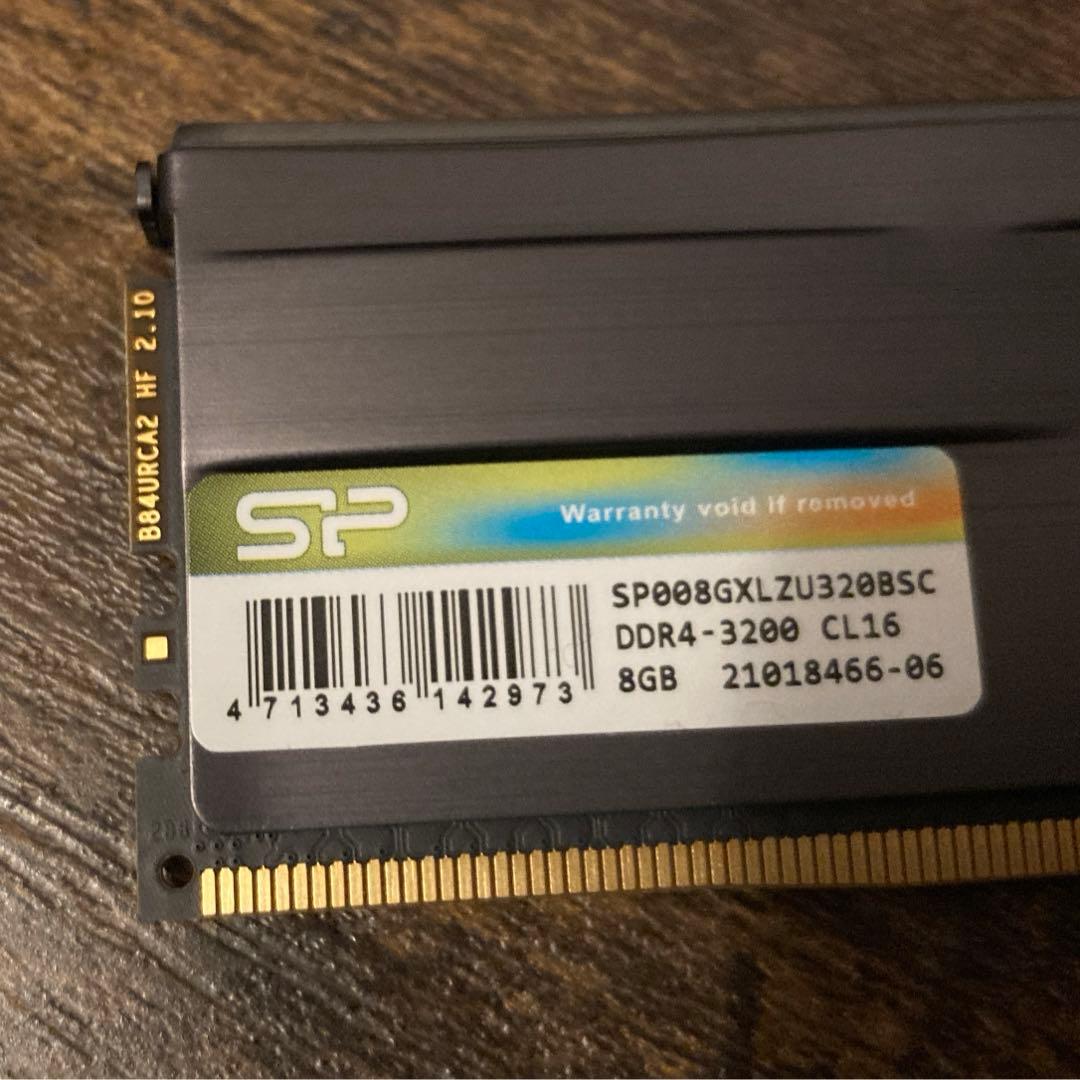 B84URCA2 HF 2.10
SP
Warranty void if removed
SP008GXLZU320BSC
DDR4-3200 CL16
8GB 21018466-06
4 713436 142973